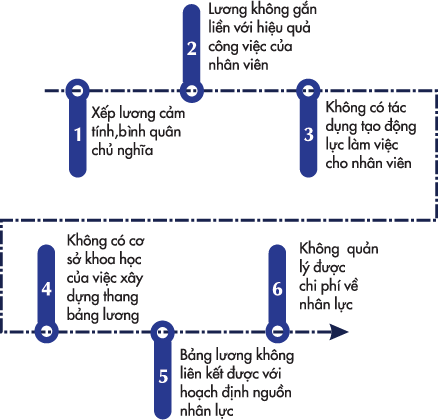 1
Xếp lương cảm
tính,bình quân
chủ nghĩa
2
Lương không gắn
liền với hiệu quả
công việc của
nhân viên
3
Không có tác
dụng tạo động
lực làm việc
cho nhân viên
4
Không có cơ
sở khoa học
của việc xây
dựng thang
bảng lương
5
Bảng lương không
liên kết được với
hoạch định nguồn
nhân lực
6
Không quản
lý được
chi phí về
nhân lực